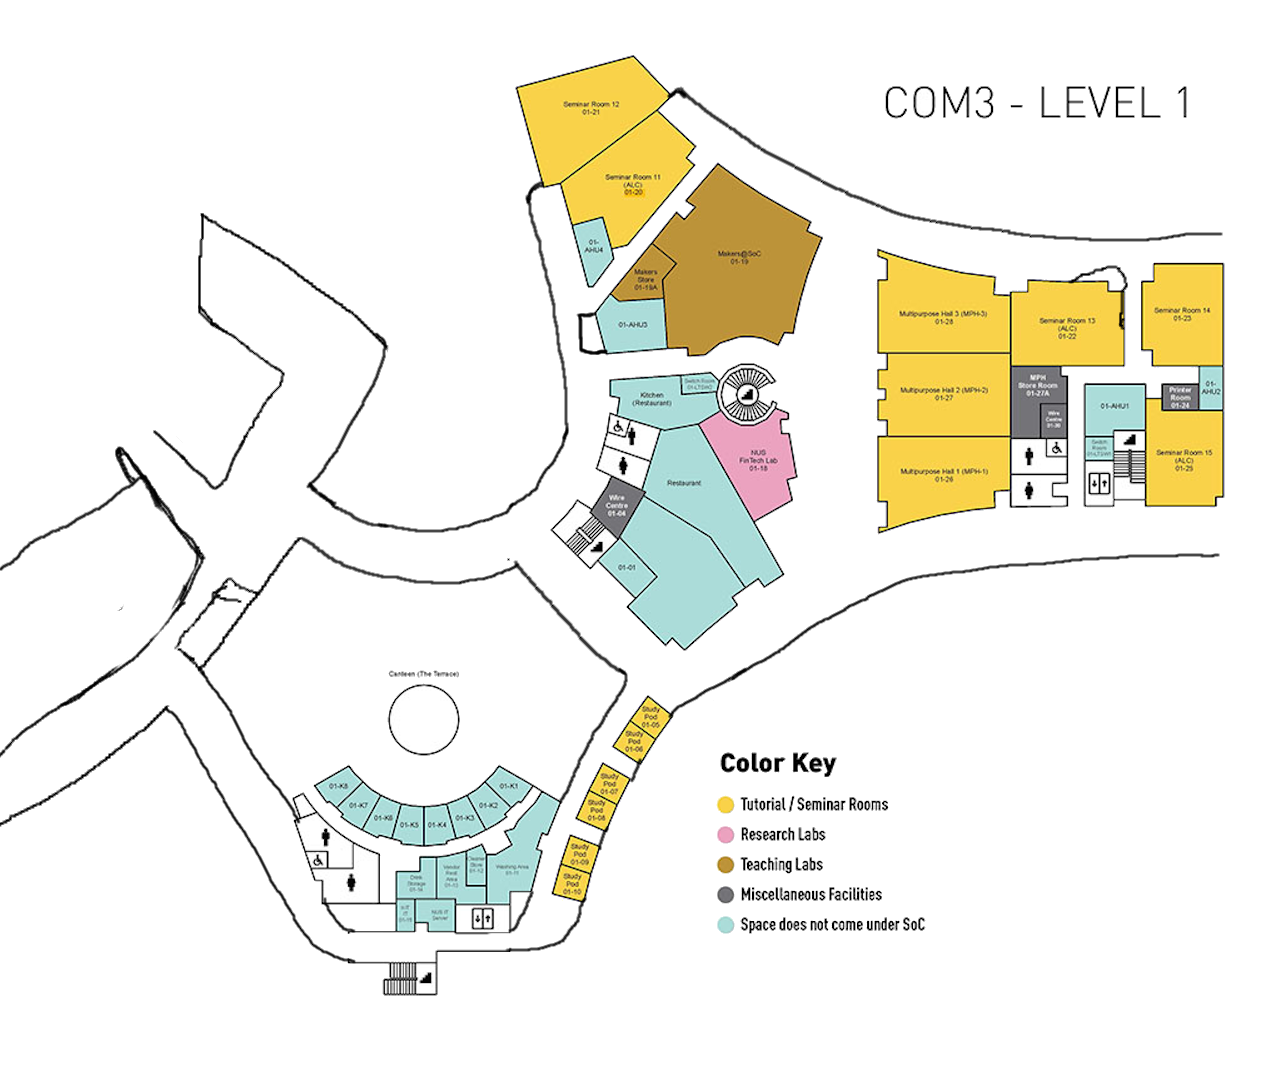 COM3 - LEVEL 1
Seminar Room 12
01-21
Seminar Room 11
(ALC)
01-20
01-
AHU4
Makers@SoC
01-19
Makers
Store
01-19A
01-AHU3
Multipurpose Hall 3 (MPH-3)
01-28
Seminar Room 13
(ALC)
01-22
Seminar Room 14
01-23
Multipurpose Hall 2 (MPH-2)
01-27
MPH
Store Room
01-27A
Wire
Centre
01-AHU1
Printer
Room
01-24
01-
AHU2
Switch
Room
Multipurpose Hall 1 (MPH-1)
01-26
Seminar Room 15
(ALC)
01-25
Switch Room
Kitchen
(Restaurant)
NUS
FinTech Lab
01-18
Restaurant
Wire
Centre
01-04
01-01
Canteen (The Terrace)
Study
Pod
01-05
Study
Pod
01-06
Study
Pod
01-07
Study
Pod
01-08
Study
Pod
01-09
Study
Pod
01-10
01-K8
01-K7
01-K6
01-K5
01-K4
01-K3
01-K2
01-K1
Washing Area
01-11
Store
01-12
Vendor
Rest
Area
01-13
Storage
NUS IT
Server
Color Key
Tutorial / Seminar Rooms
Research Labs
Teaching Labs
Miscellaneous Facilities
Space does not come under SoC